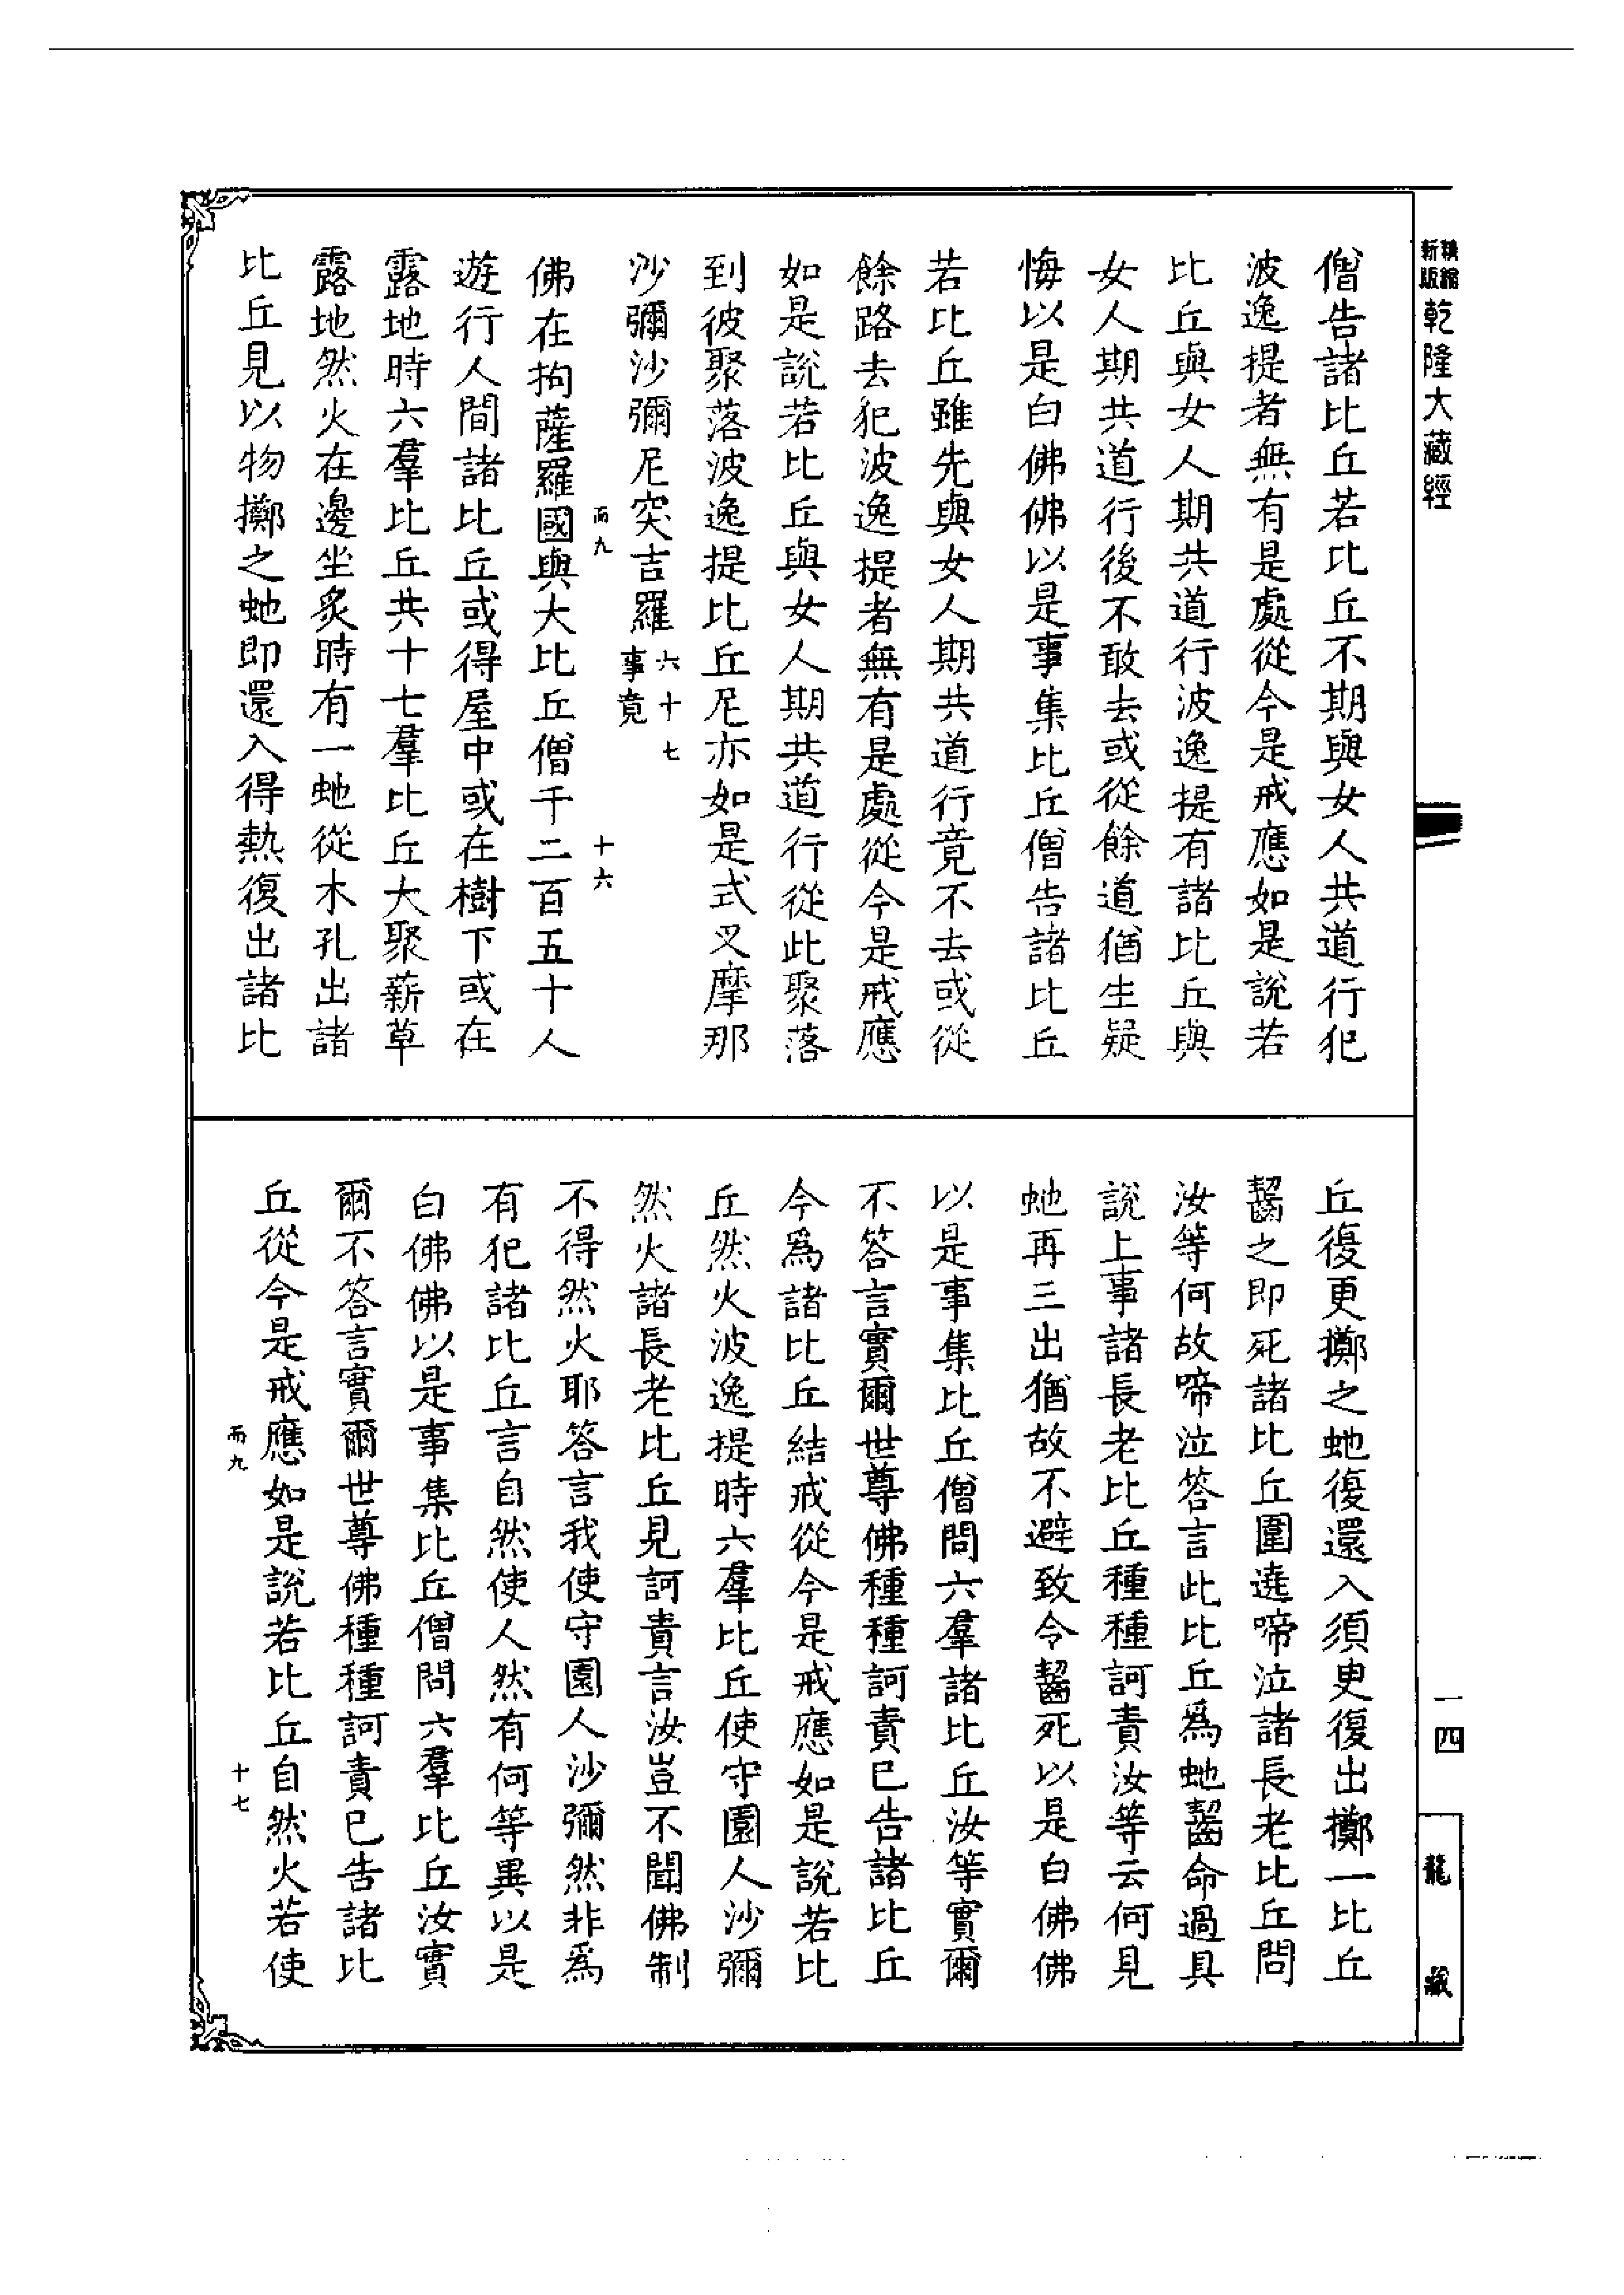 新版 精縮 乾隆大藏經
僧告諸比丘若比丘不期與女人共道行犯
波逸提者無有是處從今是戒應如是說若
比丘與女人期共道行波逸提有諸比丘與
女人期共道行後不敢去或從餘道猶生疑
悔以是白佛佛以是事集比丘僧告諸比丘
若比丘雖先與女人期共道行竟不去或從
餘路去犯波逸提者無有是處從今是戒應
如是說若比丘與女人期共道行從此聚落
到彼聚落波逸提比丘尼亦如是式叉摩那
沙彌沙彌尼突吉羅六十七事竟
而九 十六
佛在拘薩羅國與大比丘僧千二百五十人
遊行人間諸比丘或得屋中或在樹下或在
露地時六羣比丘共十七羣比丘大聚薪草
露地然火在邊坐炙時有一虵從木孔出諸
比丘見以物擲之虵即還入得熱復出諸比
丘復更擲之虵復還入須臾復出擲一比丘
齧之即死諸比丘圍遶啼泣諸長老比丘問
汝等何故啼泣答言此比丘爲虵齧命過具
說上事諸長老比丘種種訶責汝等云何見
虵再三出猶故不避致令齧死以是白佛佛
以是事集比丘僧問六羣諸比丘汝等實爾
不答言實爾世尊佛種種訶責已告諸比丘
今爲諸比丘結戒從今是戒應如是說若比
丘然火波逸提時六羣比丘使守園人沙彌
然火諸長老比丘見訶責言汝豈不聞佛制
不得然火耶答言我使守園人沙彌然非爲
有犯諸比丘言自然使人然有何等異以是
白佛佛以是事集比丘僧問六羣比丘汝實
爾不答言實爾世尊佛種種訶責已告諸比
丘從今是戒應如是說若比丘自然火若使
而九 十七
一四
龍藏